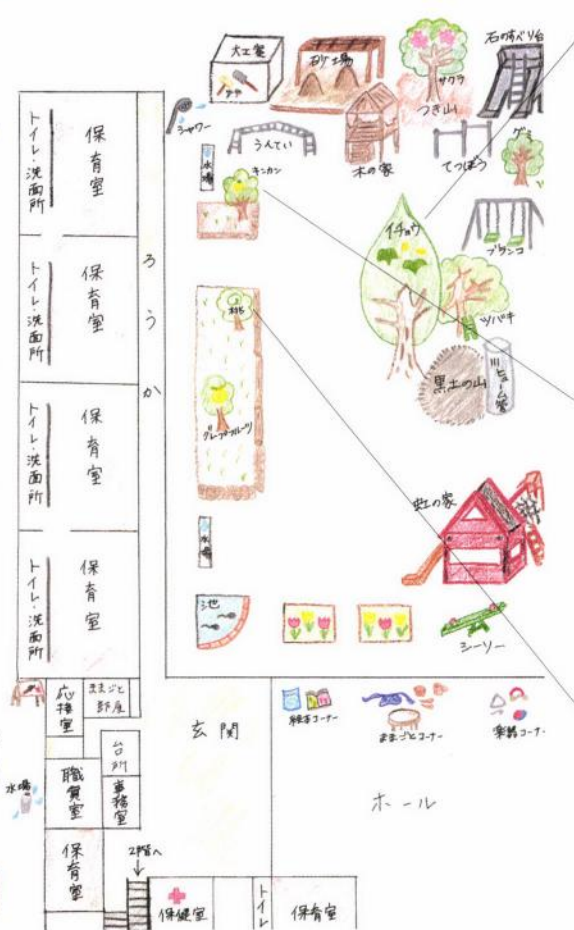 大工室
砂土場
サクラ
つき山
石のすべり台
シャワー
うんてい
木の家
てつぼう
グミ
水場
キンカン
イチョウ
ブランコ
ツバキ
黒土の山
ミニヒューム管
グレープフルーツ
水場
虹の家
池
シーソー
トイレ・洗面所
保育室
トイレ・洗面所
保育室
トイレ・洗面所
保育室
トイレ・洗面所
保育室
ろうか
応接室
ままごと部屋
玄関
絵本コーナー
ままごとコーナー
楽器コーナー
台所
水場
職員室
事務室
ホール
保育室
2階へ
保健室
トイレ
保育室